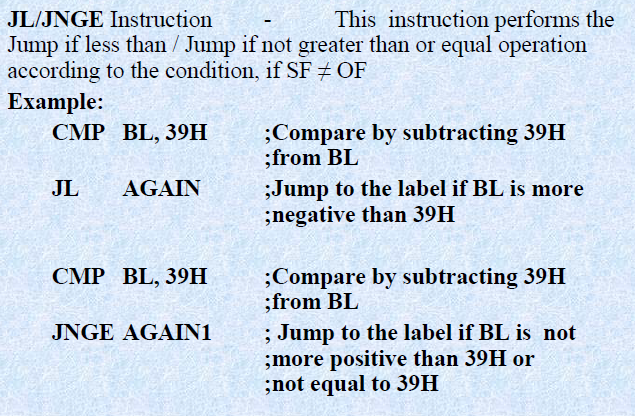 JL/JNGE Instruction - This instruction performs the
Jump if less than / Jump if not greater than or equal operation
according to the condition, if SF ≠ OF
Example:
CMP BL, 39H ;Compare by subtracting 39H
;from BL
JL AGAIN ;Jump to the label if BL is more
;negative than 39H
CMP BL, 39H ;Compare by subtracting 39H
;from BL
JNGE AGAIN1 ; Jump to the label if BL is not
;more positive than 39H or
;not equal to 39H